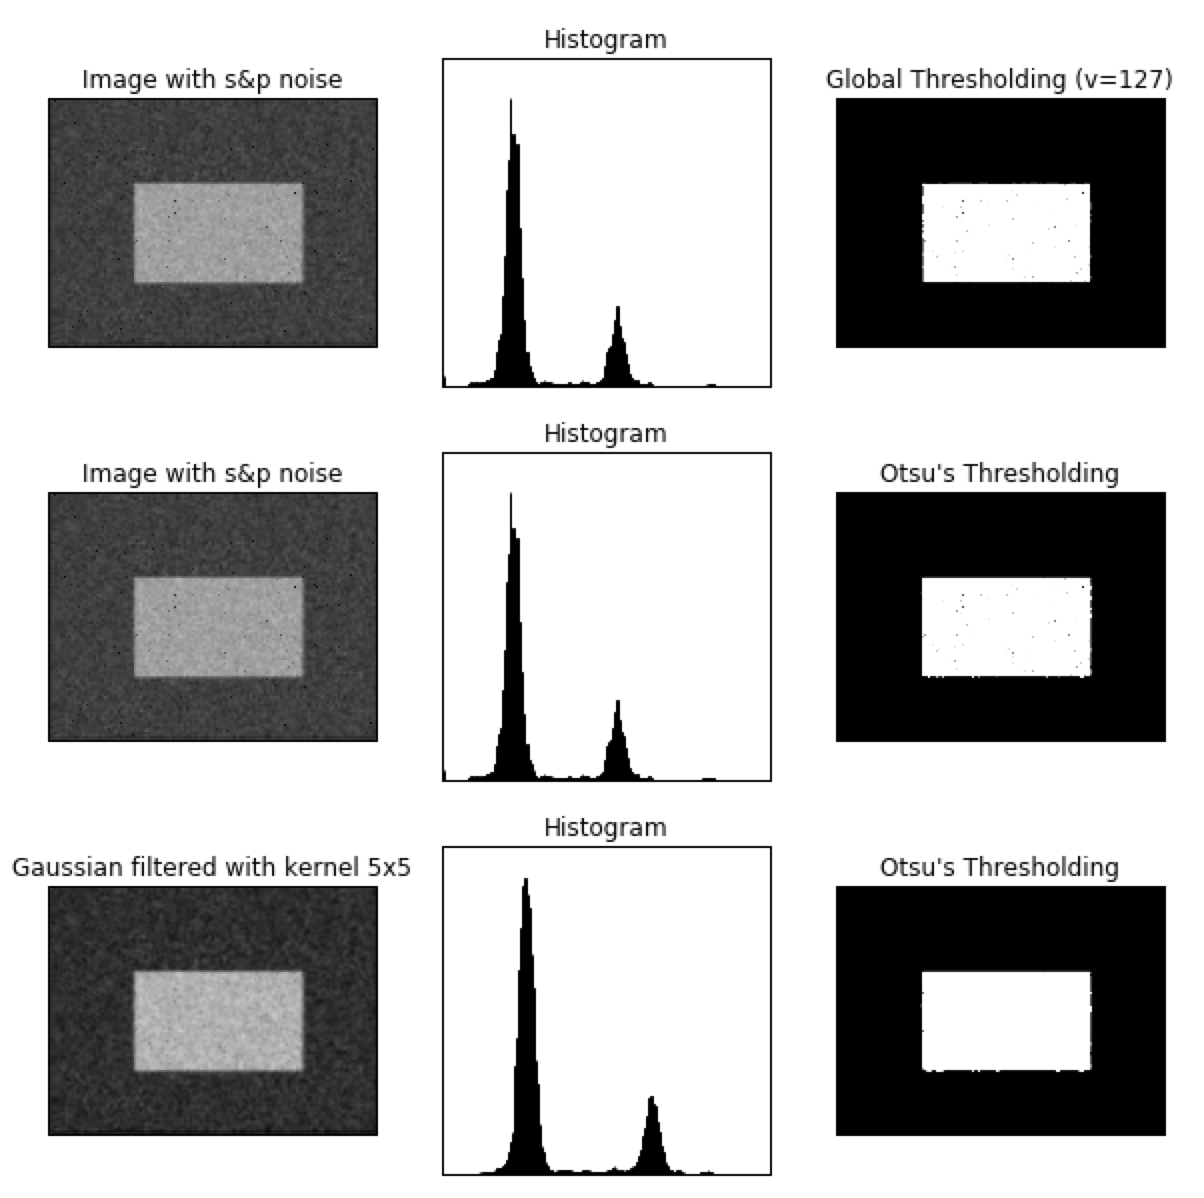 Histogram
Image with s&p noise
Global Thresholding (v=127)
Histogram
Image with s&p noise
Otsu's Thresholding
Histogram
Gaussian filtered with kernel 5x5
Otsu's Thresholding